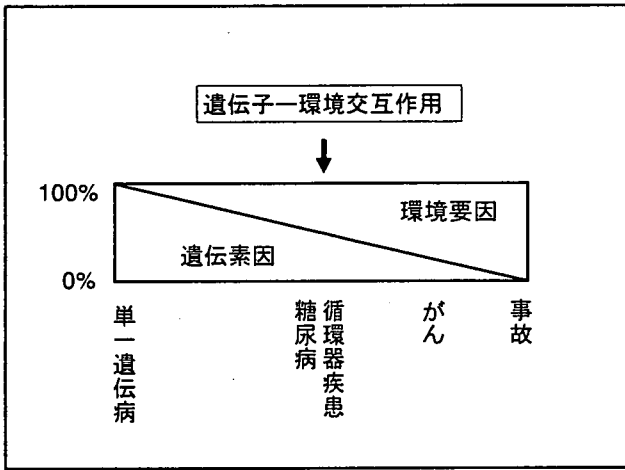 遺伝子―環境交互作用
100%
環境要因
遺伝素因
0%
単一遺伝病
糖尿病
循環器疾患
がん
事故